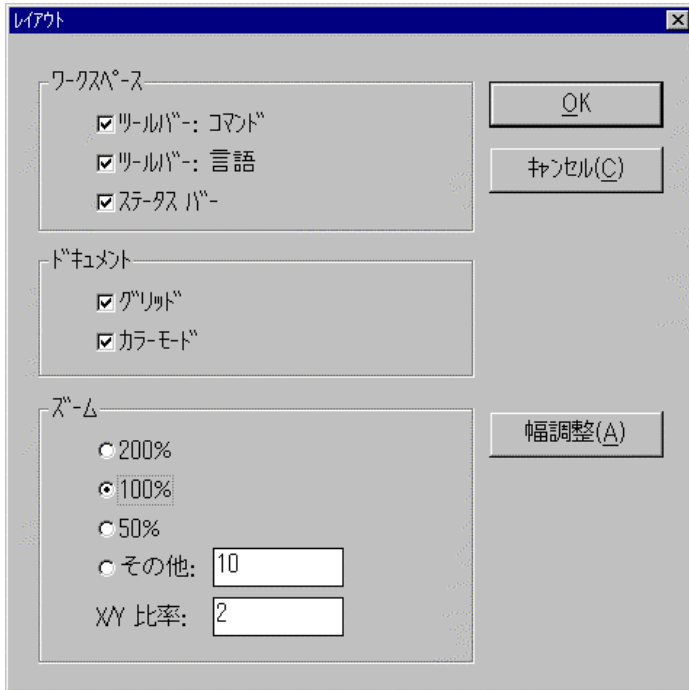 ﾚｲｱｳﾄ
ﾜｰｸｽﾍﾟｰｽ
ﾂｰﾙﾊﾞｰ: ｺﾏﾝﾄﾞ
ﾂｰﾙﾊﾞｰ: 言語
ｽﾃｰﾀｽ ﾊﾞｰ
OK
ｷｬﾝｾﾙ(C)
ﾄﾞｷｭﾒﾝﾄ
ｸﾞﾘｯﾄﾞ
ｶﾗｰﾓｰﾄﾞ
ｽﾞｰﾑ
200%
100%
50%
その他: 10
X/Y 比率: 2
幅調整(A)